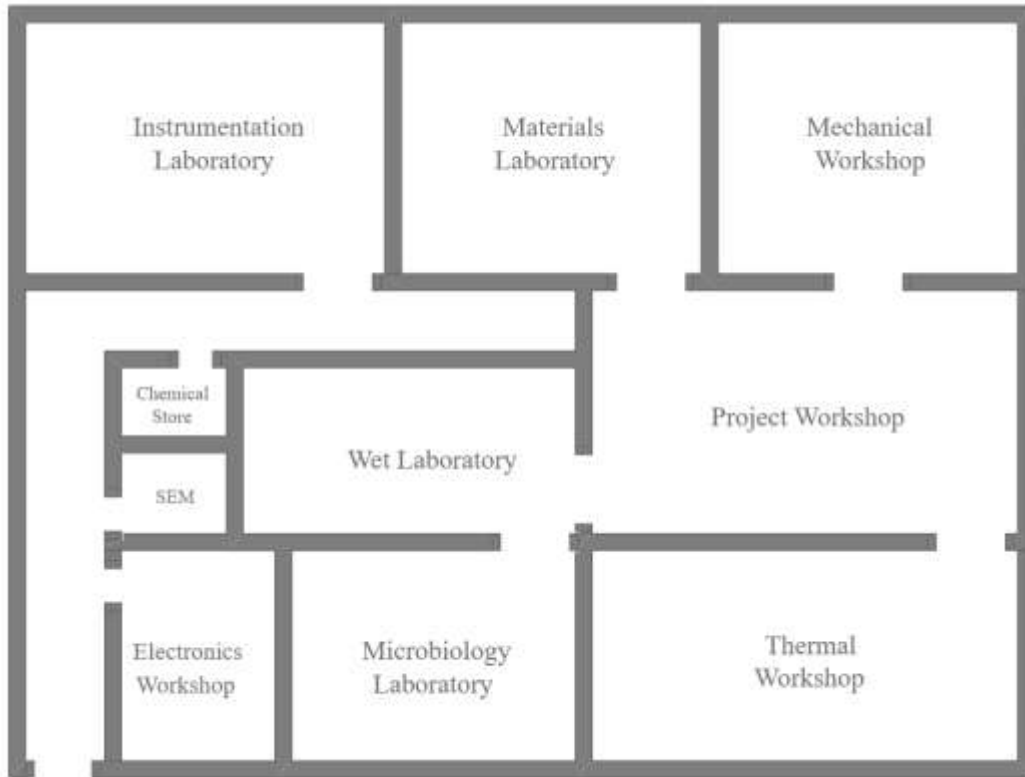 Instrumentation
Laboratory
Materials
Laboratory
Mechanical
Workshop
Chemical
Store
Project Workshop
Wet Laboratory
SEM
Electronics
Workshop
Microbiology
Laboratory
Thermal
Workshop